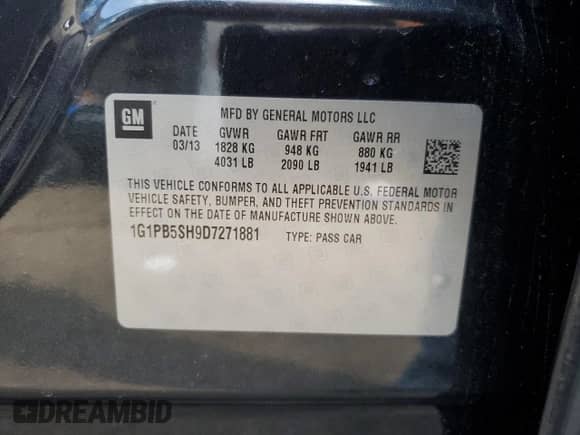 GM
MFD BY GENERAL MOTORS LLC
DATE GVWR GAWR FRT GAWR RR
03/13 1828 KG 948 KG 880 KG
4031 LB 2090 LB 1941 LB
THIS VEHICLE CONFORMS TO ALL APPLICABLE U.S. FEDERAL MOTOR
VEHICLE SAFETY, BUMPER, AND THEFT PREVENTION STANDARDS IN
EFFECT ON THE DATE OF MANUFACTURE SHOWN ABOVE.
1G1PB5SH9D7271881 TYPE: PASS CAR
DREAMBID